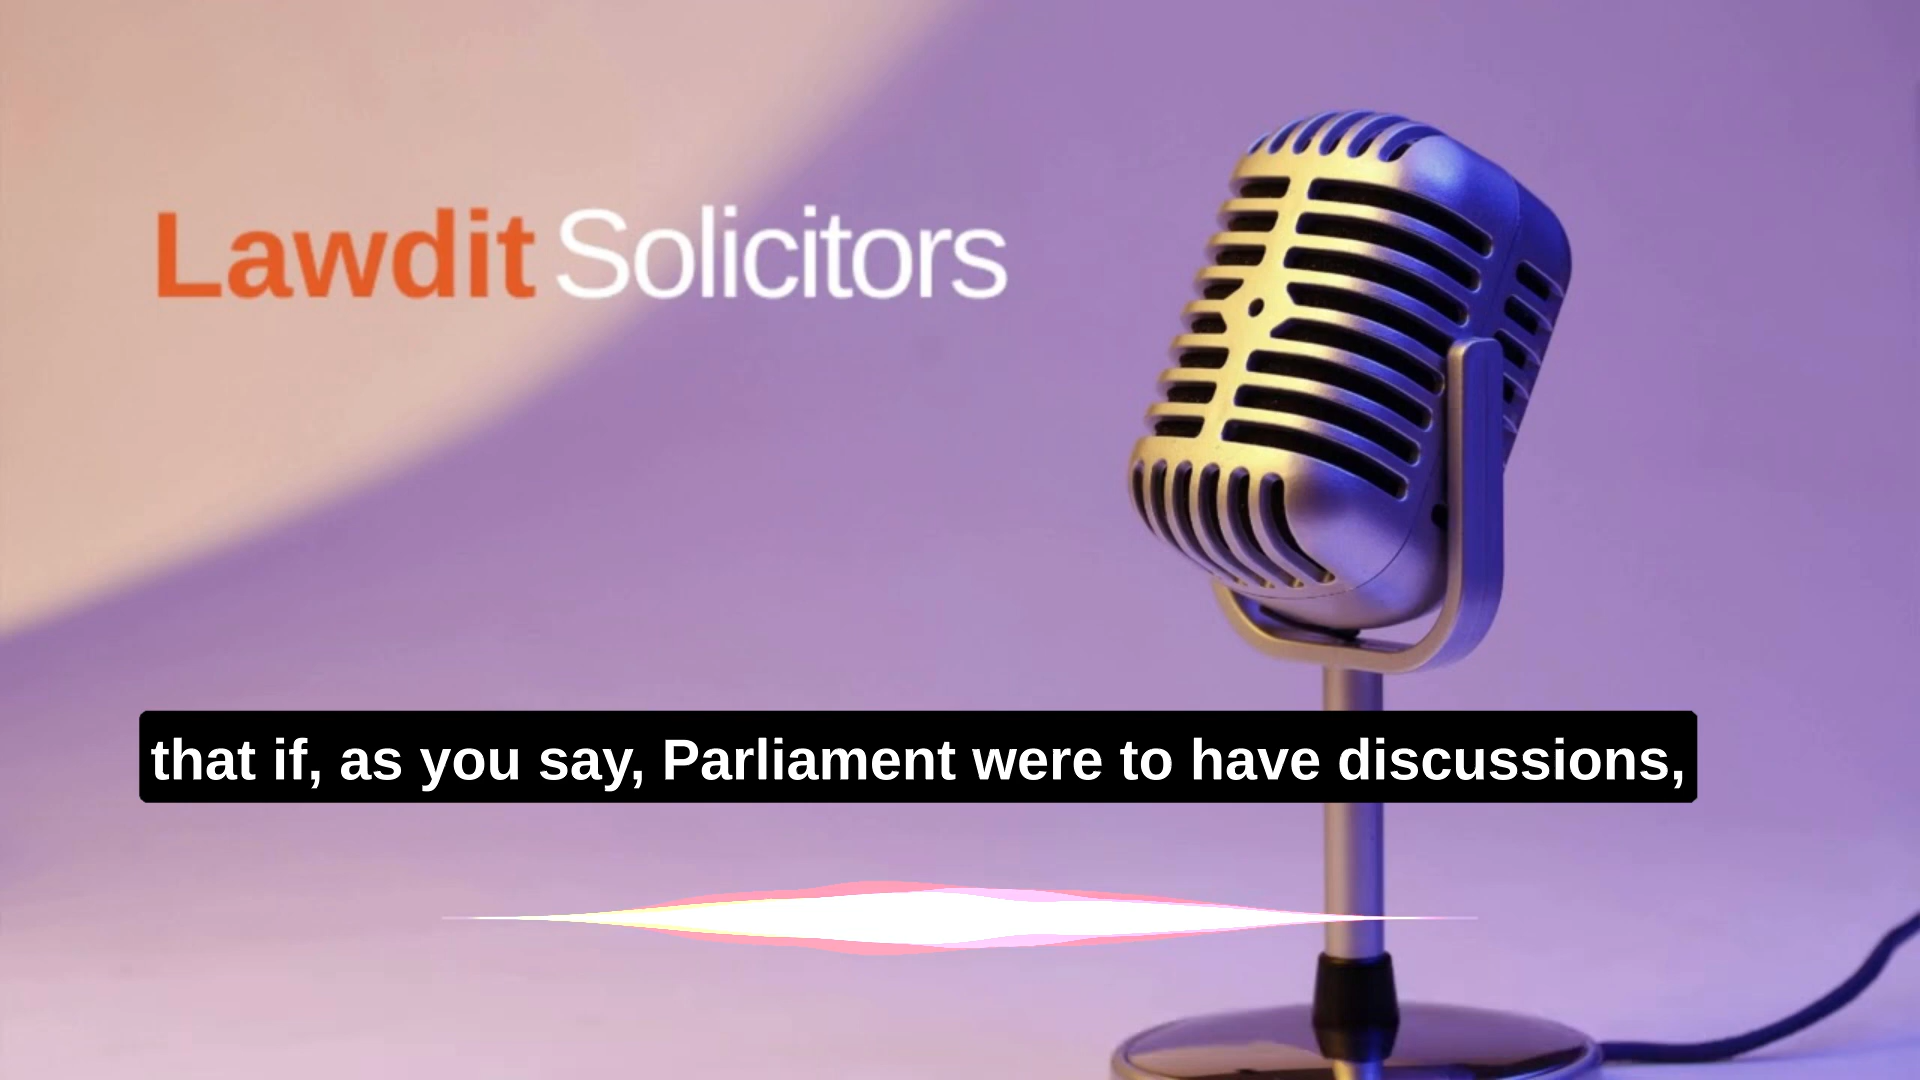 Lawdit Solicitors
that if, as you say, Parliament were to have discussions,